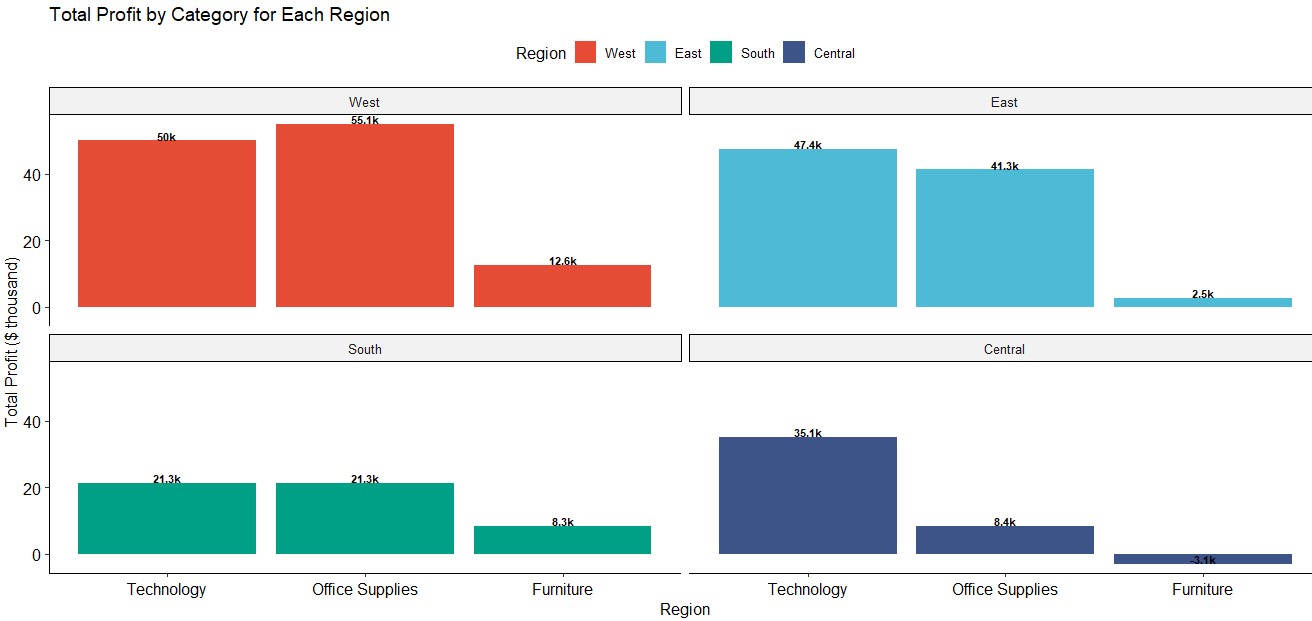 Total Profit by Category for Each Region
Region West East South Central
West
East
50k
55.1k
12.6k
47.4k
41.3k
2.5k
40
20
0
Total Profit ($ thousand)
South
Central
21.3k
21.3k
8.3k
35.1k
8.4k
-3.1k
40
20
0
Technology Office Supplies Furniture
Technology Office Supplies Furniture
Region